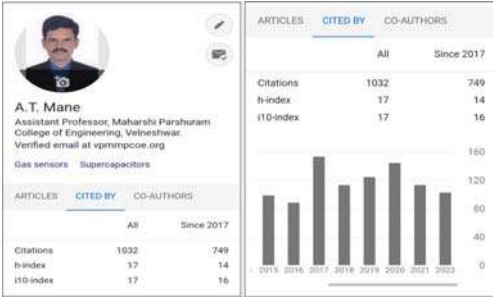 A.T. Mane
Assistant Professor, Maharshi Parshuram
College of Engineering, Velneshwar.
Verified email at vpmmpcoe.org
Gas sensors Supercapacitors
ARTICLES CITED BY CO-AUTHORS
All Since 2017
Citations 1032 749
h-index 17 14
i10-index 17 16
ARTICLES CITED BY CO-AUTHORS
All Since 2017
Citations 1032 749
h-index 17 14
i10-index 17 16
160
120
80
40
0
2015 2016 2017 2018 2019 2020 2021 2022